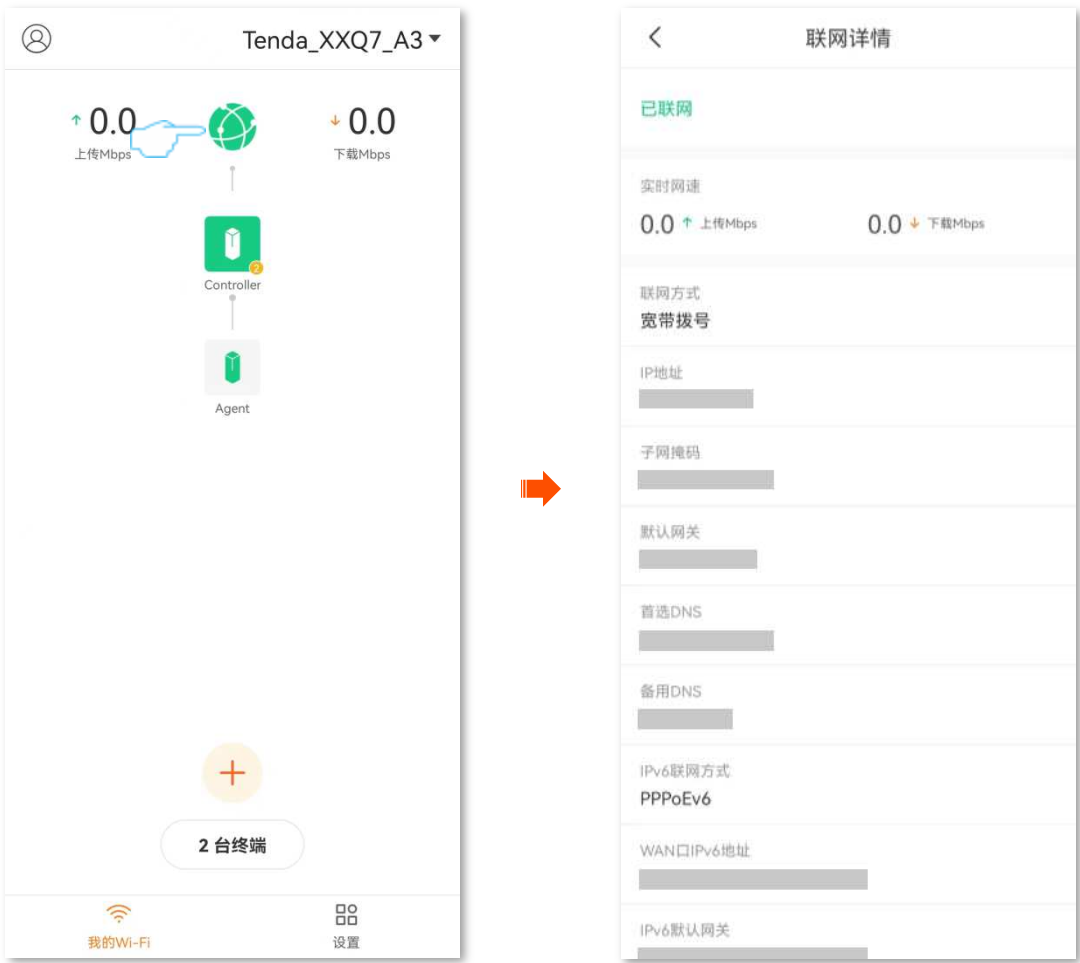 Tenda_XXQ7_A3
0.0
0.0
上传Mbps
下载Mbps
2
Controller
Agent
2 台终端
我的Wi-Fi
设置
联网详情
已联网
实时网速
0.0 上传Mbps
0.0 下载Mbps
联网方式
宽带拨号
IP地址
子网掩码
默认网关
首选DNS
备用DNS
IPv6联网方式
PPPoEv6
WAN口IPv6地址
IPv6默认网关